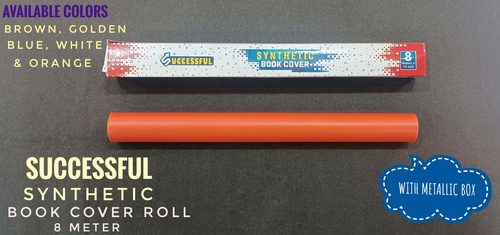 AVAILABLE COLORS
BROWN, GOLDEN
BLUE, WHITE
& ORANGE
SUCCESSFUL
SYNTHETIC
BOOK COVER
8
SUCCESSFUL
SYNTHETIC
BOOK COVER ROLL
8 METER
WITH METALLIC BOX